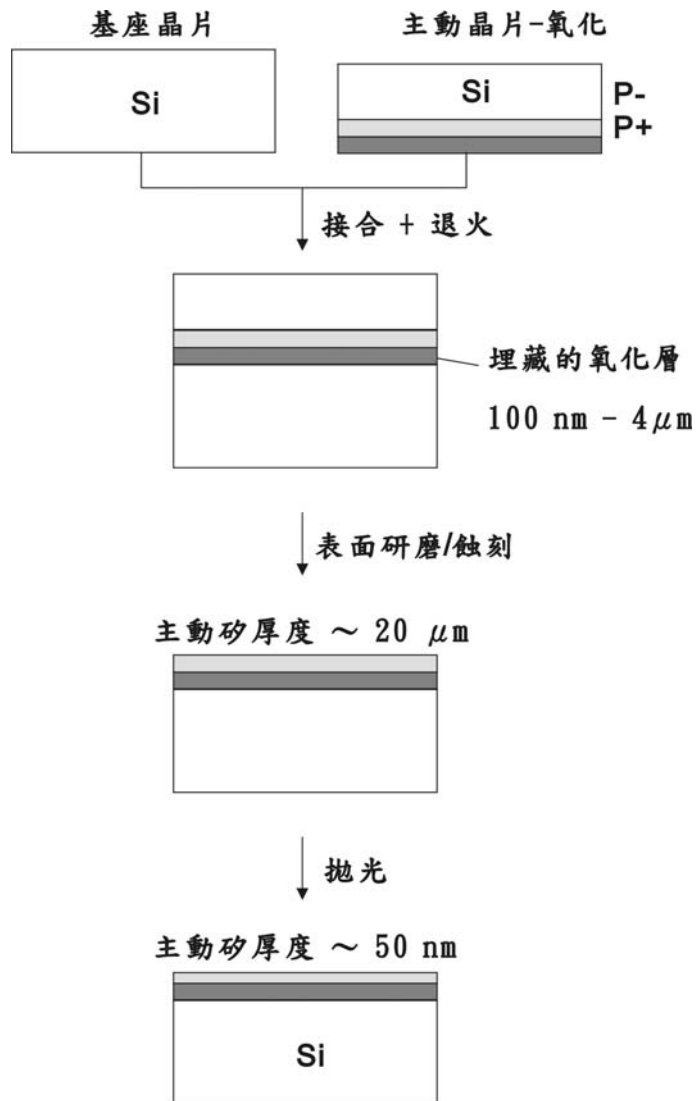 基座晶片
主動晶片-氧化
Si
Si
P-
P+
接合 + 退火
埋藏的氧化層
100 nm - 4μm
表面研磨/蝕刻
主動矽厚度 ~ 20 μm
拋光
主動矽厚度 ~ 50 nm
Si